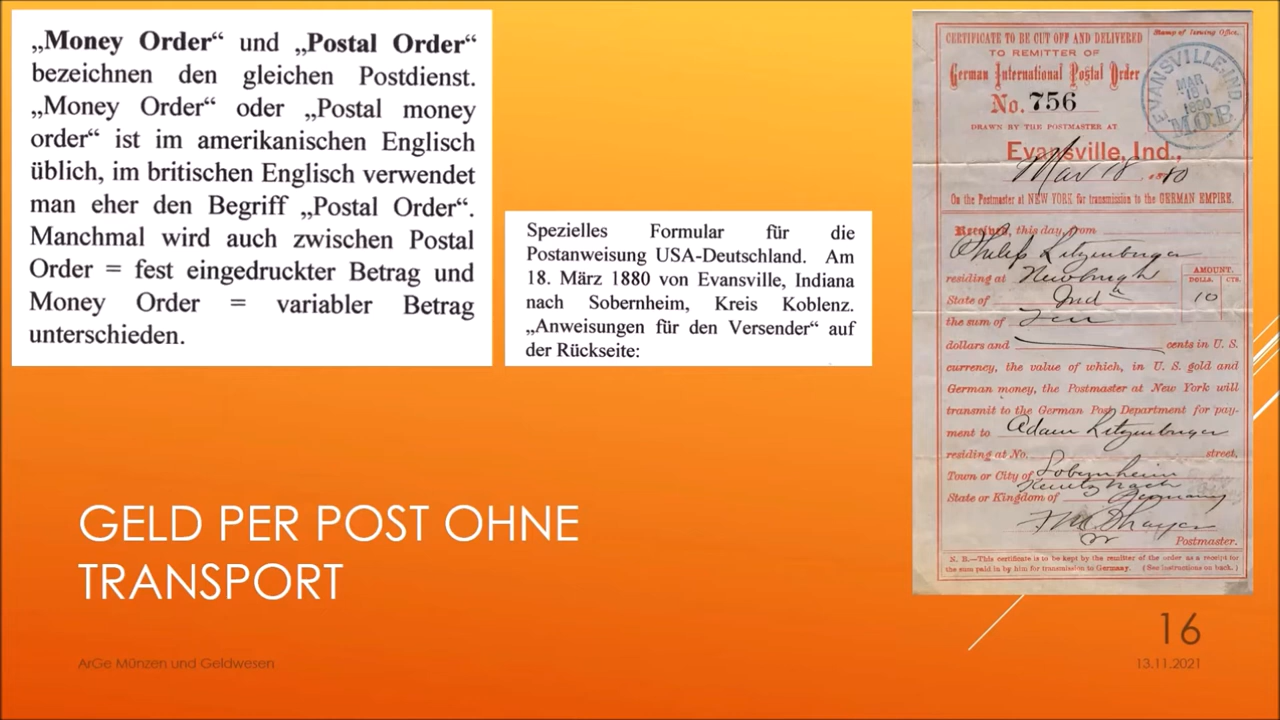 „Money Order“ und „Postal Order“
bezeichnen den gleichen Postdienst.
„Money Order“ oder „Postal money
order“ ist im amerikanischen Englisch
üblich, im britischen Englisch verwendet
man eher den Begriff „Postal Order“.
Manchmal wird auch zwischen Postal
Order = fest eingedruckter Betrag und
Money Order = variabler Betrag
unterschieden.
Spezielles Formular für die
Postanweisung USA-Deutschland. Am
18. März 1880 von Evansville, Indiana
nach Sobernheim, Kreis Koblenz.
„Anweisungen für den Versender“ auf
der Rückseite:
CERTIFICATE TO BE CUT OFF AND DELIVERED
TO REMITTER OF
German International Postal Order
No. 756
DRAWN BY THE POSTMASTER AT
Evansville, Ind.,
Mar 18 1880
On the Postmaster at NEW YORK for transmission to the GERMAN EMPIRE.
Stamp of Issuing Office.
EVANSVILLE, IND.
MAR
18
1880
M.O.B.
Received, this day, from
Philip Litzenburger
residing at Newburgh
State of Ind
the sum of Ten
AMOUNT.
DOLLS. CTS.
10
dollars and cents in U. S.
currency, the value of which, in U. S. gold and
German money, the Postmaster at New York will
transmit to the German Post Department for pay-
ment to Adam Litzenburger
residing at No. street,
Town or City of Sobernheim
State or Kingdom of Germany
Postmaster.
N. B.—This certificate is to be kept by the remitter of the order as a receipt for
the sum paid in by him for transmission to Germany. (See instructions on back.)
GELD PER POST OHNE
TRANSPORT
ArGe Münzen und Geldwesen
16
13.11.2021